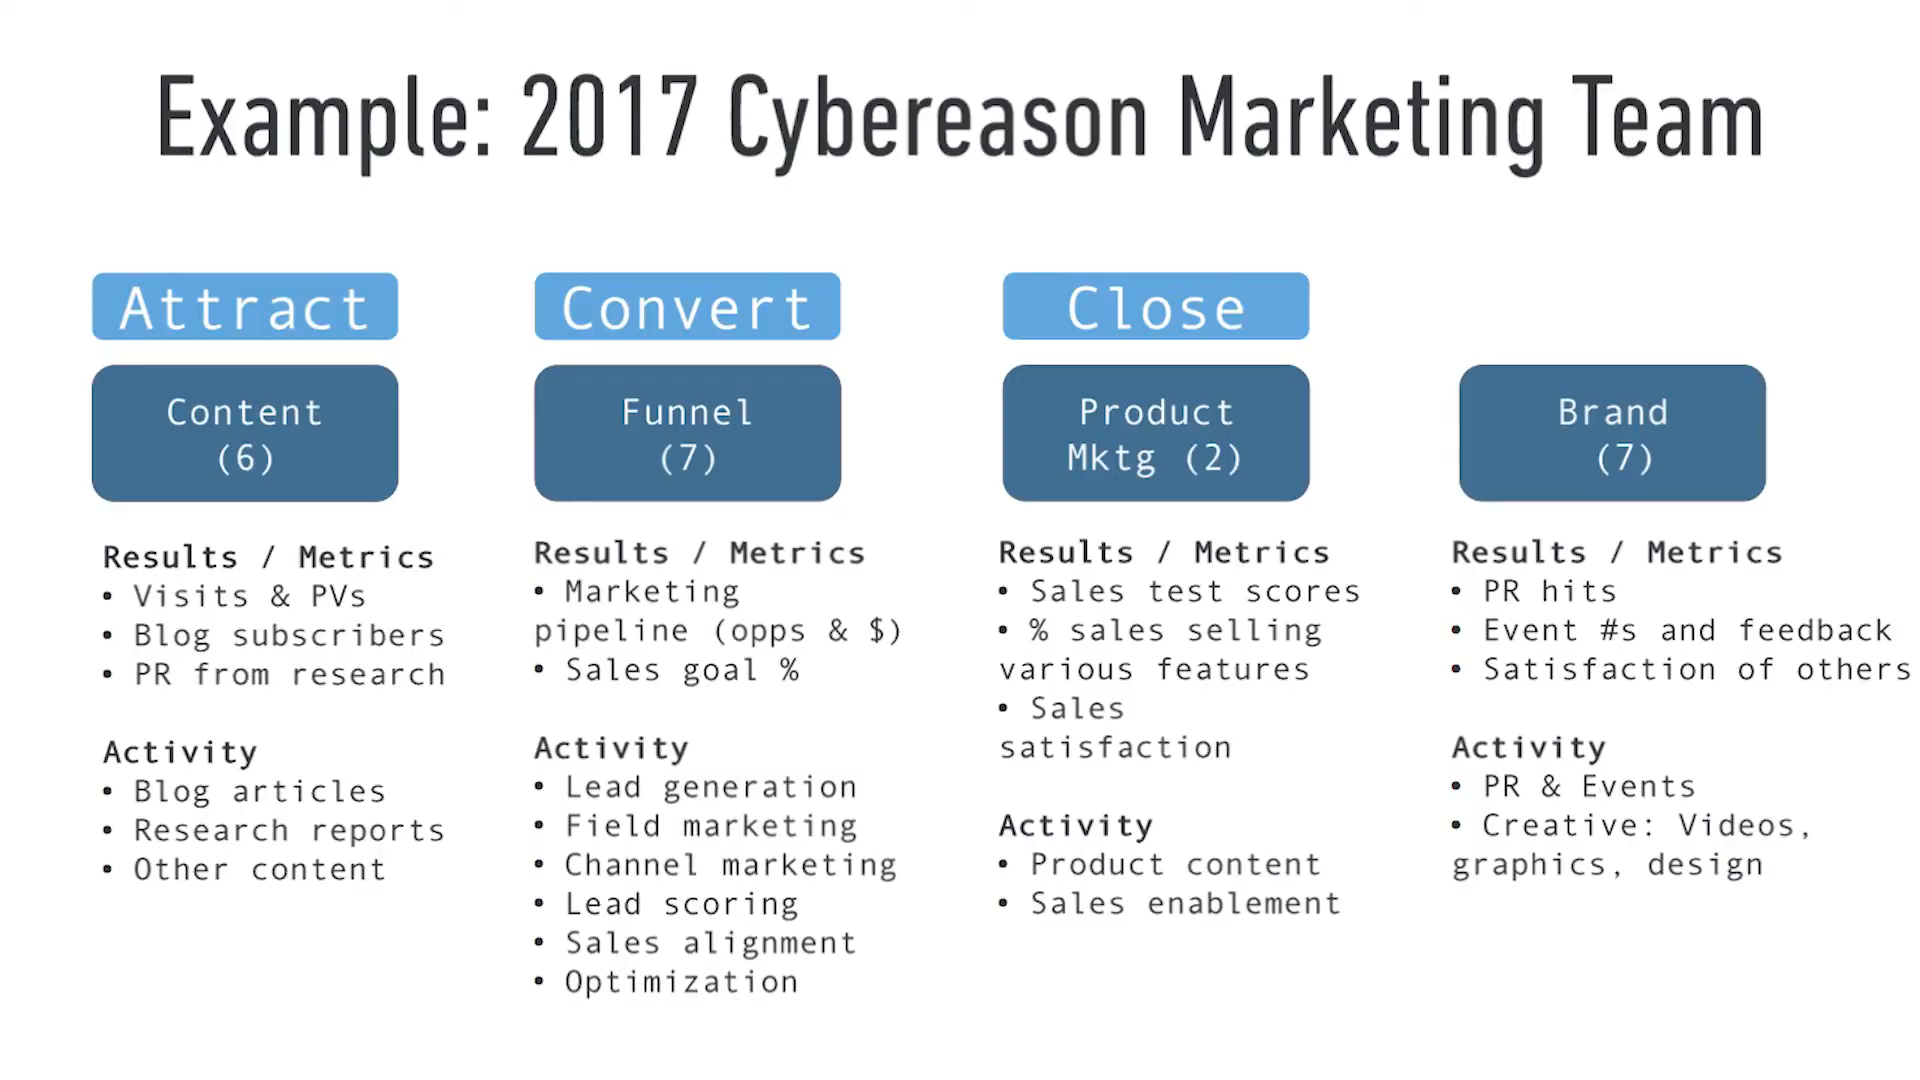 Example: 2017 Cybereason Marketing Team
Attract
Content
(6)
Results / Metrics
• Visits & PVs
• Blog subscribers
• PR from research
Activity
• Blog articles
• Research reports
• Other content
Convert
Funnel
(7)
Results / Metrics
• Marketing
pipeline (opps & $)
• Sales goal %
Activity
• Lead generation
• Field marketing
• Channel marketing
• Lead scoring
• Sales alignment
• Optimization
Close
Product
Mktg (2)
Results / Metrics
• Sales test scores
• % sales selling
various features
• Sales
satisfaction
Activity
• Product content
• Sales enablement
Brand
(7)
Results / Metrics
• PR hits
• Event #s and feedback
• Satisfaction of others
Activity
• PR & Events
• Creative: Videos,
graphics, design